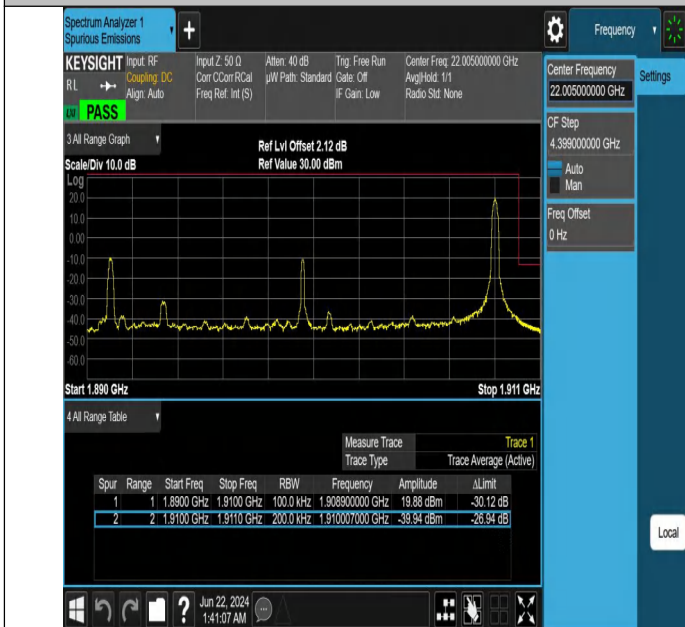 Spectrum Analyzer 1
Spurious Emissions
Frequency
KEYSIGHT
RL
Input: RF
Coupling: DC
Align: Auto
Input Z: 50 Ω
Corr CCorr RCal
Freq Ref: Int (S)
Atten: 40 dB
µW Path: Standard
Trig: Free Run
Gate: Off
IF Gain: Low
Center Freq: 22.005000000 GHz
Avg|Hold: 1/1
Radio Std: None
PASS
Center Frequency
22.005000000 GHz
Settings
CF Step
4.399000000 GHz
Auto
Man
Freq Offset
0 Hz
3 All Range Graph
Scale/Div 10.0 dB
Ref Lvl Offset 2.12 dB
Ref Value 30.00 dBm
Log
20.0
10.0
0.00
-10.0
-20.0
-30.0
-40.0
-50.0
-60.0
Start 1.890 GHz
Stop 1.911 GHz
4 All Range Table
Measure Trace Trace 1
Trace Type Trace Average (Active)
Spur Range Start Freq Stop Freq RBW Frequency Amplitude ΔLimit
1 1 1.8900 GHz 1.9100 GHz 100.0 kHz 1.908900000 GHz 19.88 dBm -30.12 dB
2 2 1.9100 GHz 1.9110 GHz 200.0 kHz 1.910007000 GHz -39.94 dBm -26.94 dB
Local
Jun 22, 2024
1:41:07 AM